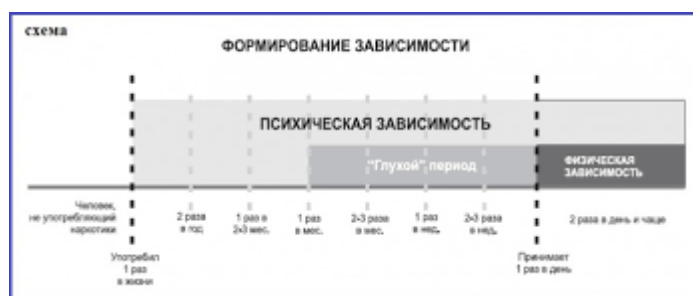 схема
ФОРМИРОВАНИЕ ЗАВИСИМОСТИ
ПСИХИЧЕСКАЯ ЗАВИСИМОСТЬ
"Глухой" период
ФИЗИЧЕСКАЯ
ЗАВИСИМОСТЬ
Человек,
не употребляющий
наркотики
2 раза
в год
1 раз в
2-3 мес.
1 раз
в мес.
2-3 раза
в мес.
1 раз
в нед.
2-3 раза
в нед.
2 раза в день и чаще
Употребил
1 раз
в жизни
Принимает
1 раз в день